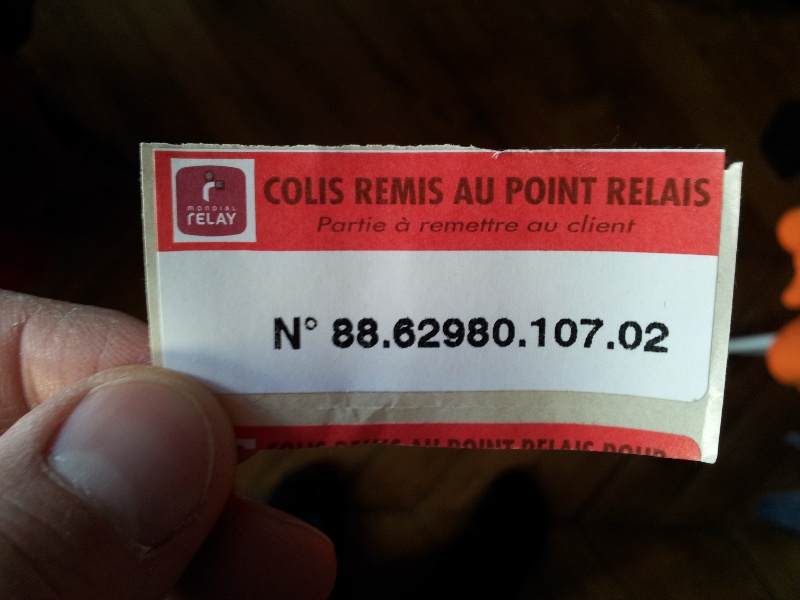 MONDIAL
RELAY
COLIS REMIS AU POINT RELAIS
Partie à remettre au client
N° 88.62980.107.02
COLIS REMIS AU POINT RELAIS POUR